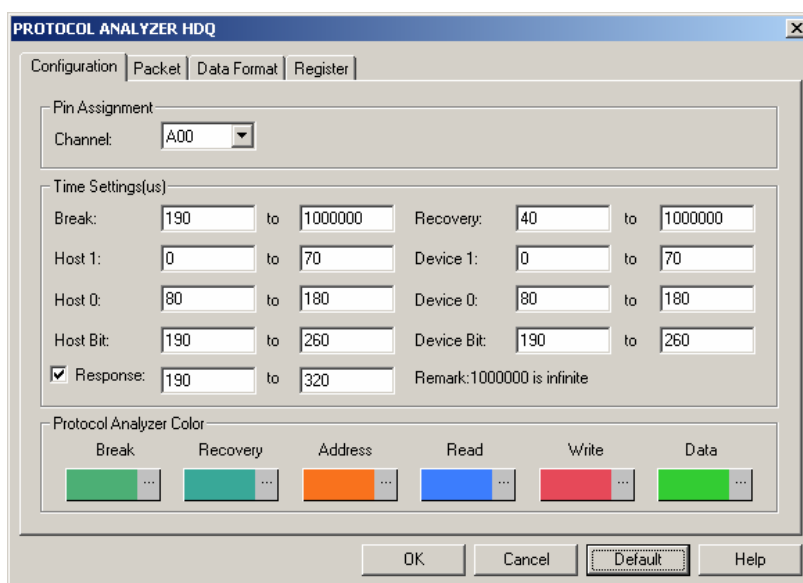 PROTOCOL ANALYZER HDQ
Configuration Packet Data Format Register
Pin Assignment
Channel: A00
Time Settings(us)
Break: 190 to 1000000 Recovery: 40 to 1000000
Host 1: 0 to 70 Device 1: 0 to 70
Host 0: 80 to 180 Device 0: 80 to 180
Host Bit: 190 to 260 Device Bit: 190 to 260
Response: 190 to 320 Remark:1000000 is infinite
Protocol Analyzer Color
Break Recovery Address Read Write Data
... ... ... ... ... ...
OK Cancel Default Help